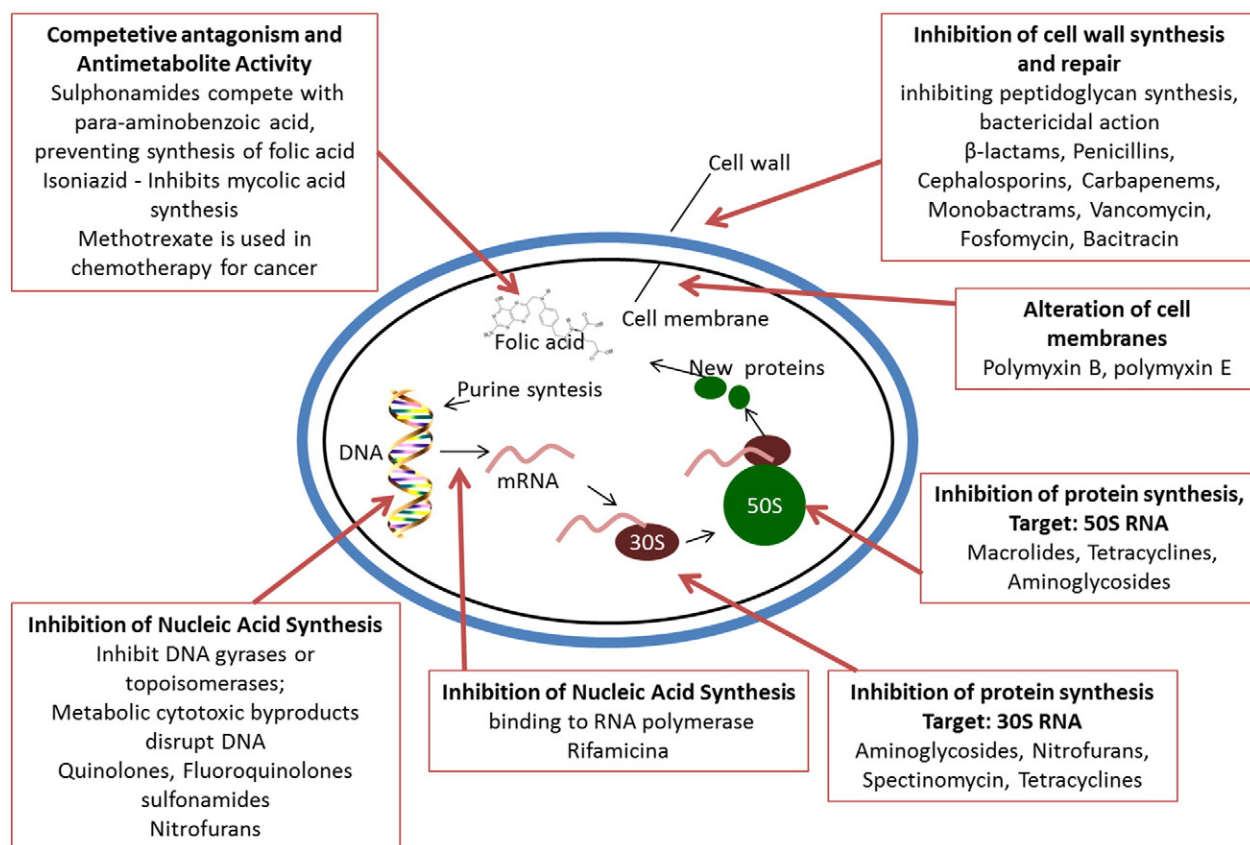 Competetive antagonism and
Antimetabolite Activity
Sulphonamides compete with
para-aminobenzoic acid,
preventing synthesis of folic acid
Isoniazid - Inhibits mycolic acid
synthesis
Methotrexate is used in
chemotherapy for cancer
Inhibition of cell wall synthesis
and repair
inhibiting peptidoglycan synthesis,
bactericidal action
β-lactams, Penicillins,
Cephalosporins, Carbapenems,
Monobactrams, Vancomycin,
Fosfomycin, Bacitracin
Cell wall
Cell membrane
Folic acid
Alteration of cell
membranes
Polymyxin B, polymyxin E
New proteins
Purine syntesis
DNA
mRNA
30S
50S
Inhibition of protein synthesis,
Target: 50S RNA
Macrolides, Tetracyclines,
Aminoglycosides
Inhibition of Nucleic Acid Synthesis
Inhibit DNA gyrases or
topoisomerases;
Metabolic cytotoxic byproducts
disrupt DNA
Quinolones, Fluoroquinolones
sulfonamides
Nitrofurans
Inhibition of Nucleic Acid Synthesis
binding to RNA polymerase
Rifamicina
Inhibition of protein synthesis
Target: 30S RNA
Aminoglycosides, Nitrofurans,
Spectinomycin, Tetracyclines